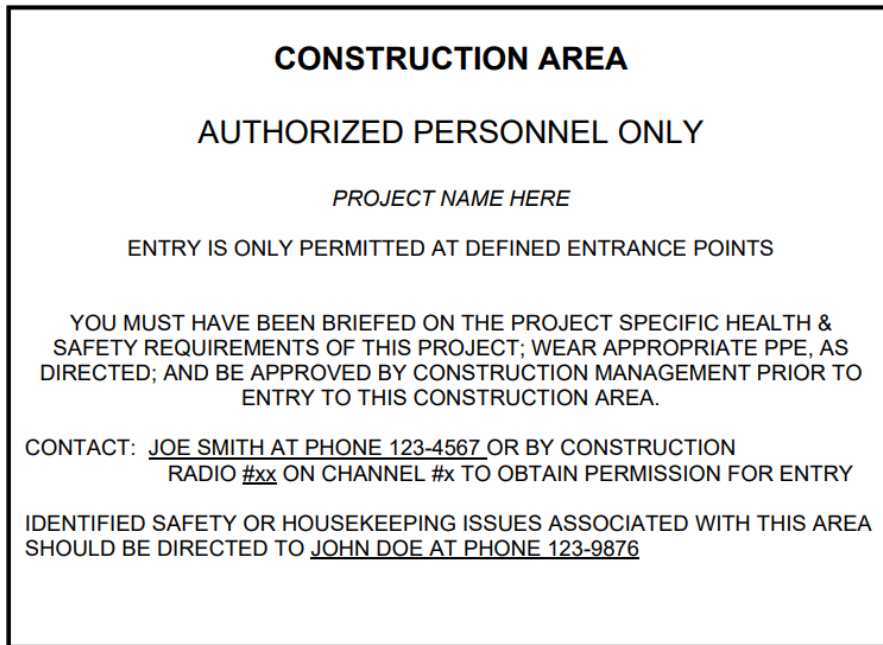 CONSTRUCTION AREA
AUTHORIZED PERSONNEL ONLY
PROJECT NAME HERE
ENTRY IS ONLY PERMITTED AT DEFINED ENTRANCE POINTS
YOU MUST HAVE BEEN BRIEFED ON THE PROJECT SPECIFIC HEALTH &
SAFETY REQUIREMENTS OF THIS PROJECT; WEAR APPROPRIATE PPE, AS
DIRECTED; AND BE APPROVED BY CONSTRUCTION MANAGEMENT PRIOR TO
ENTRY TO THIS CONSTRUCTION AREA.
CONTACT: JOE SMITH AT PHONE 123-4567 OR BY CONSTRUCTION
RADIO #xx ON CHANNEL #x TO OBTAIN PERMISSION FOR ENTRY
IDENTIFIED SAFETY OR HOUSEKEEPING ISSUES ASSOCIATED WITH THIS AREA
SHOULD BE DIRECTED TO JOHN DOE AT PHONE 123-9876